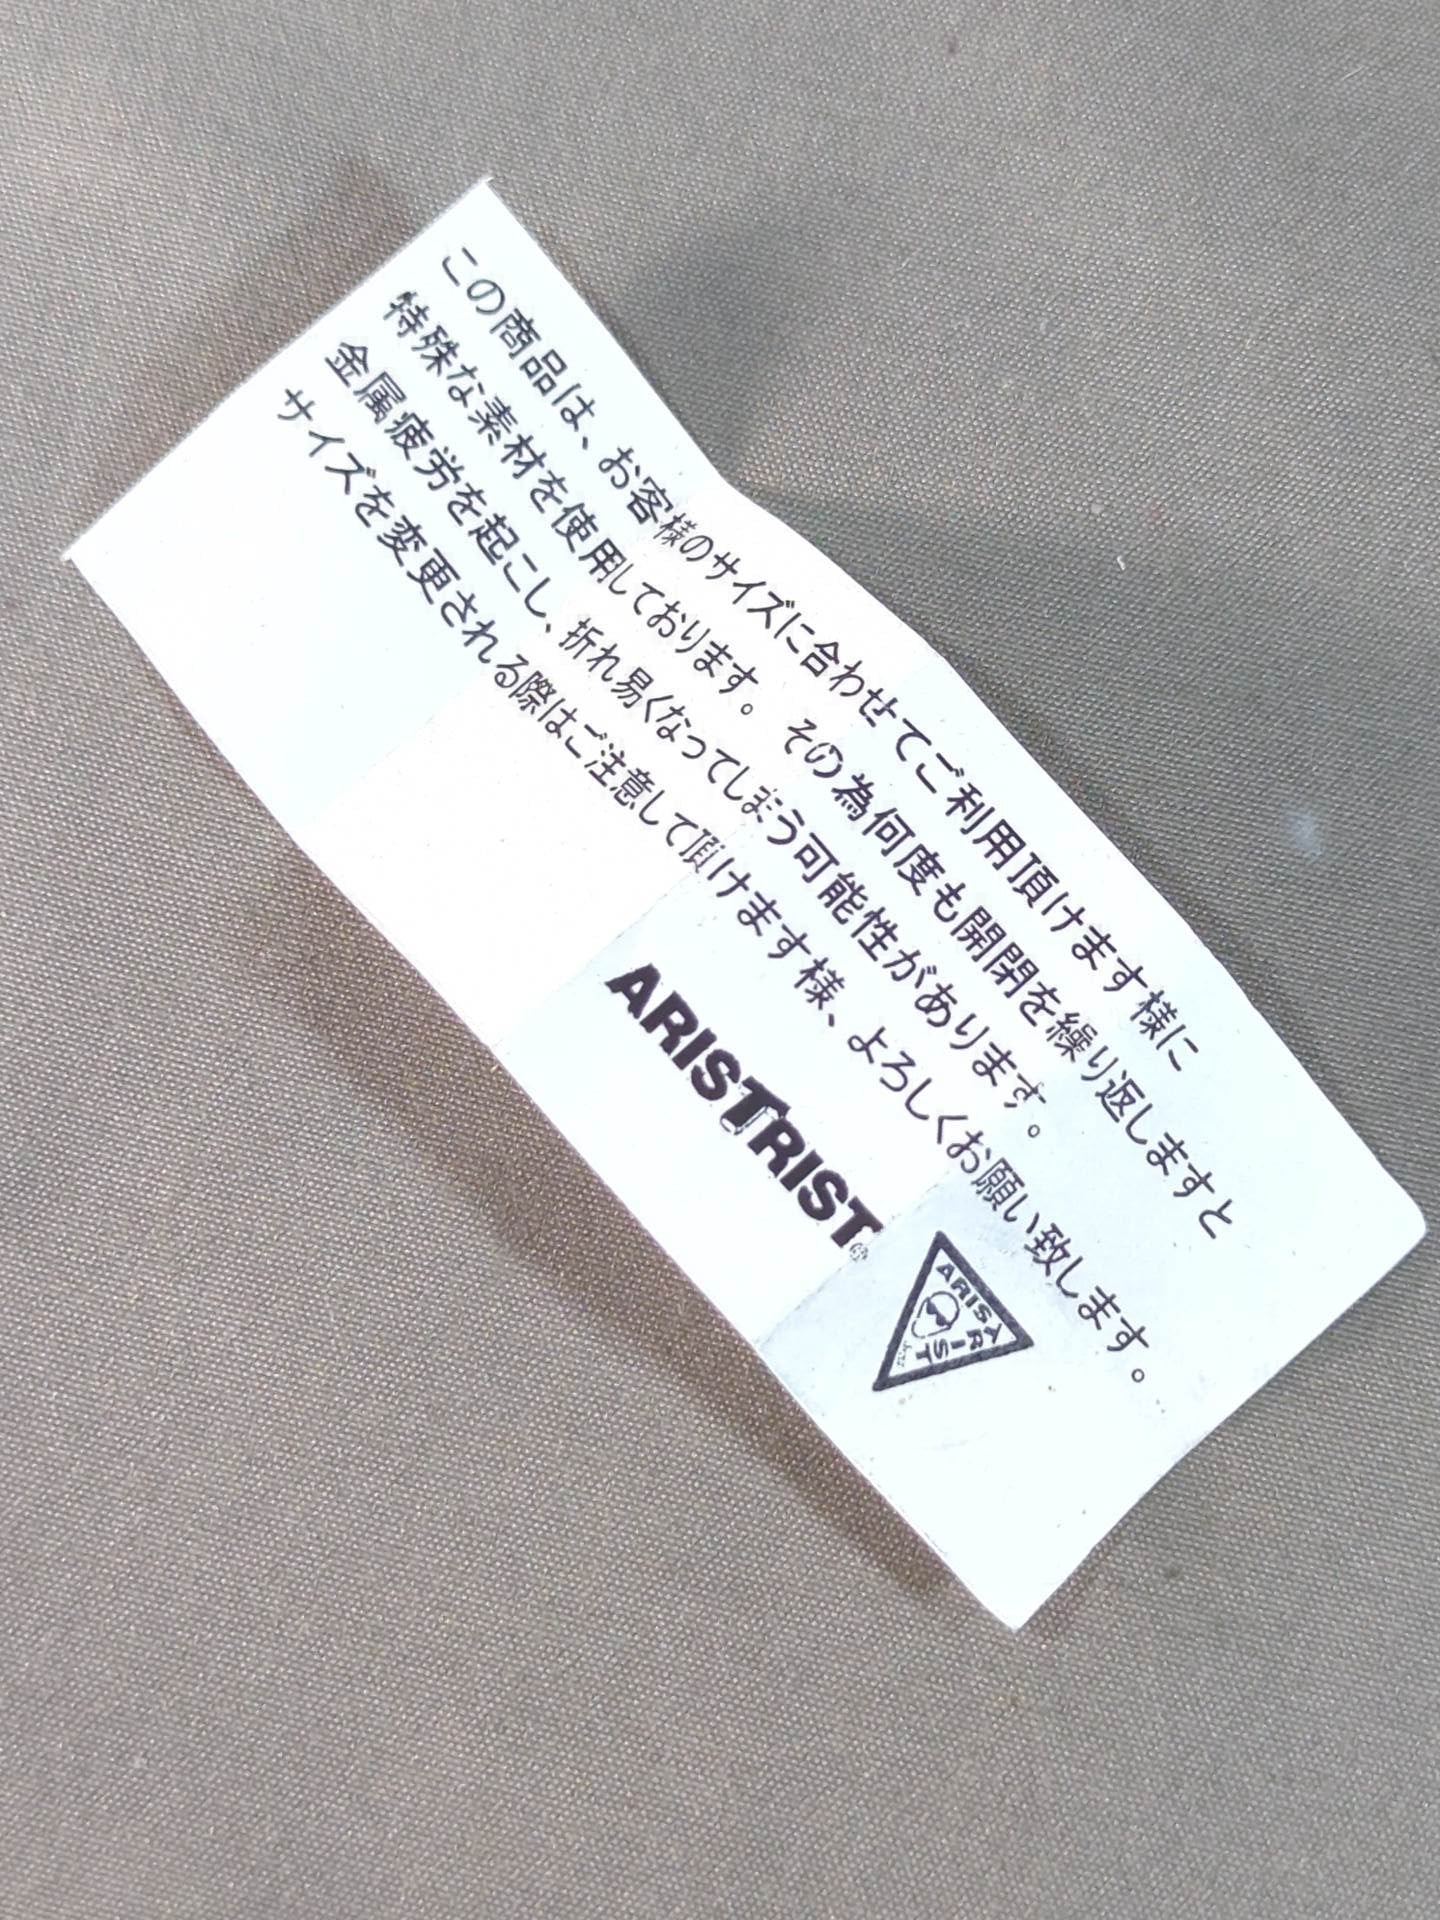 この商品は、お客様のサイズに合わせてご利用頂けます様に
特殊な素材を使用しております。その為何度も開閉を繰り返しますと
金属疲労を起こし、折れ易くなってしまう可能性があります。
サイズを変更される際はご注意して頂けます様、よろしくお願い致します。
ARISTRIST®
ARIST
ARIST